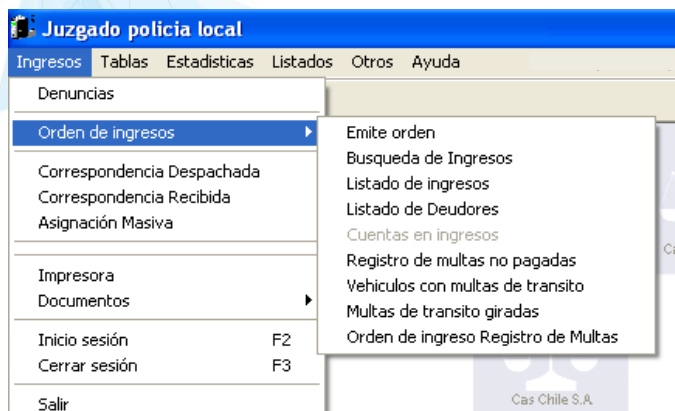 Juzgado policia local
Ingresos Tablas Estadisticas Listados Otros Ayuda
Denuncias
Orden de ingresos
Correspondencia Despachada
Correspondencia Recibida
Asignación Masiva
Impresora
Documentos
Inicio sesión F2
Cerrar sesión F3
Salir
Emite orden
Busqueda de Ingresos
Listado de ingresos
Listado de Deudores
Cuentas en ingresos
Registro de multas no pagadas
Vehiculos con multas de transito
Multas de transito giradas
Orden de ingreso Registro de Multas
Cas Chile S.A.